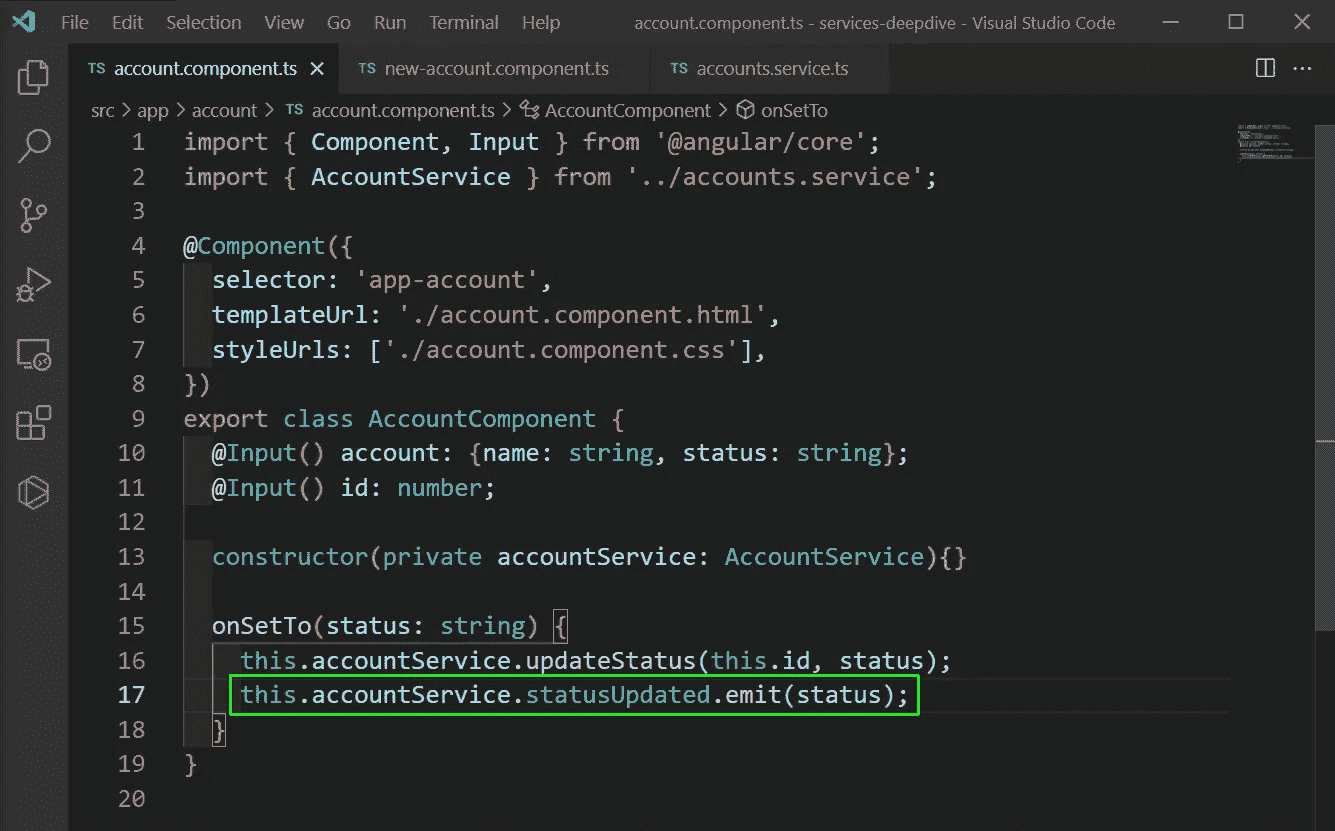 File Edit Selection View Go Run Terminal Help account.component.ts - services-deepdive - Visual Studio Code
TS account.component.ts TS new-account.component.ts TS accounts.service.ts
src > app > account > TS account.component.ts > AccountComponent > onSetTo
1 import { Component, Input } from '@angular/core';
2 import { AccountService } from '../accounts.service';
3
4 @Component({
5 selector: 'app-account',
6 templateUrl: './account.component.html',
7 styleUrls: ['./account.component.css'],
8 })
9 export class AccountComponent {
10 @Input() account: {name: string, status: string};
11 @Input() id: number;
12
13 constructor(private accountService: AccountService){}
14
15 onSetTo(status: string) {
16 this.accountService.updateStatus(this.id, status);
17 this.accountService.statusUpdated.emit(status);
18 }
19 }
20